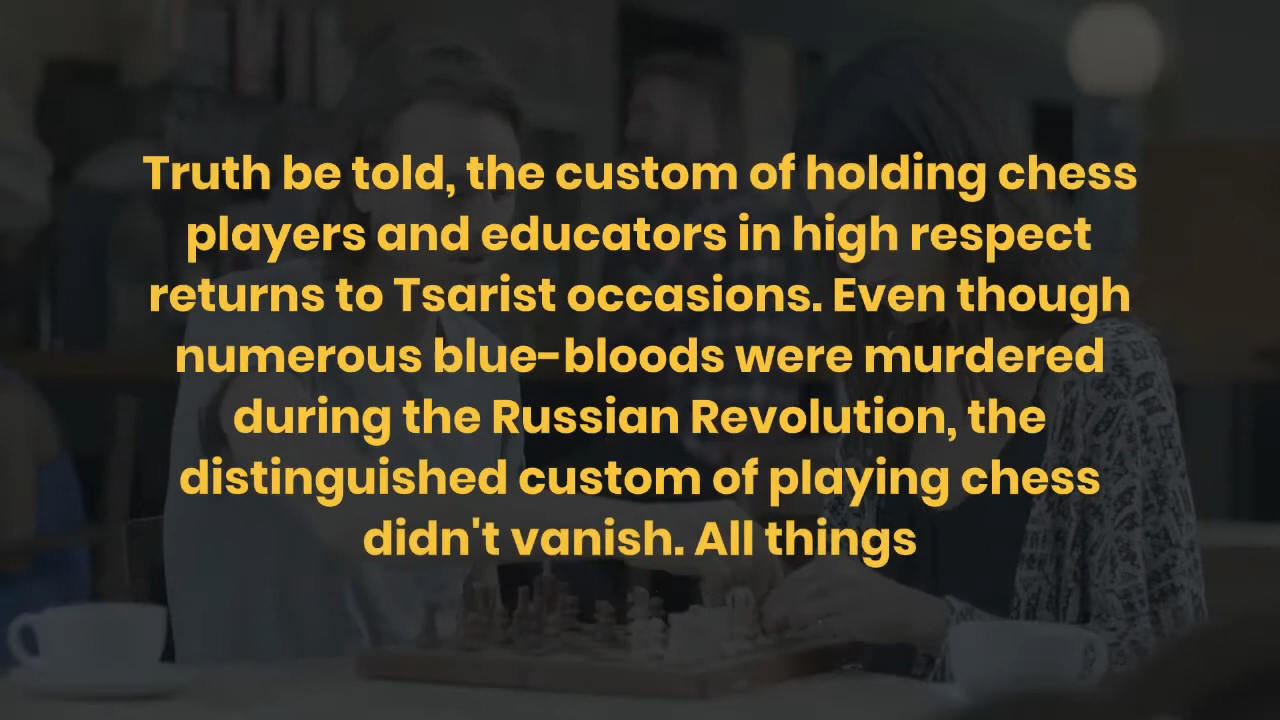 Truth be told, the custom of holding chess
players and educators in high respect
returns to Tsarist occasions. Even though
numerous blue-bloods were murdered
during the Russian Revolution, the
distinguished custom of playing chess
didn't vanish. All things